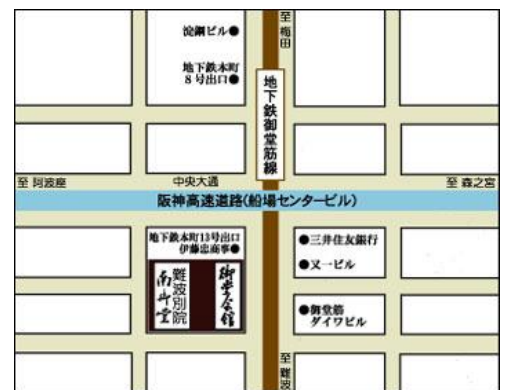 至梅田
淀鋼ビル●
地下鉄本町
8号出口●
地下鉄御堂筋線
至 阿波座
中央大通
至 森之宮
阪神高速道路(船場センタービル)
地下鉄本町13号出口
伊藤忠商事●
●三井住友銀行
●又一ビル
御堂会館
難波別院
南御堂
●御堂筋
ダイワビル
至難波